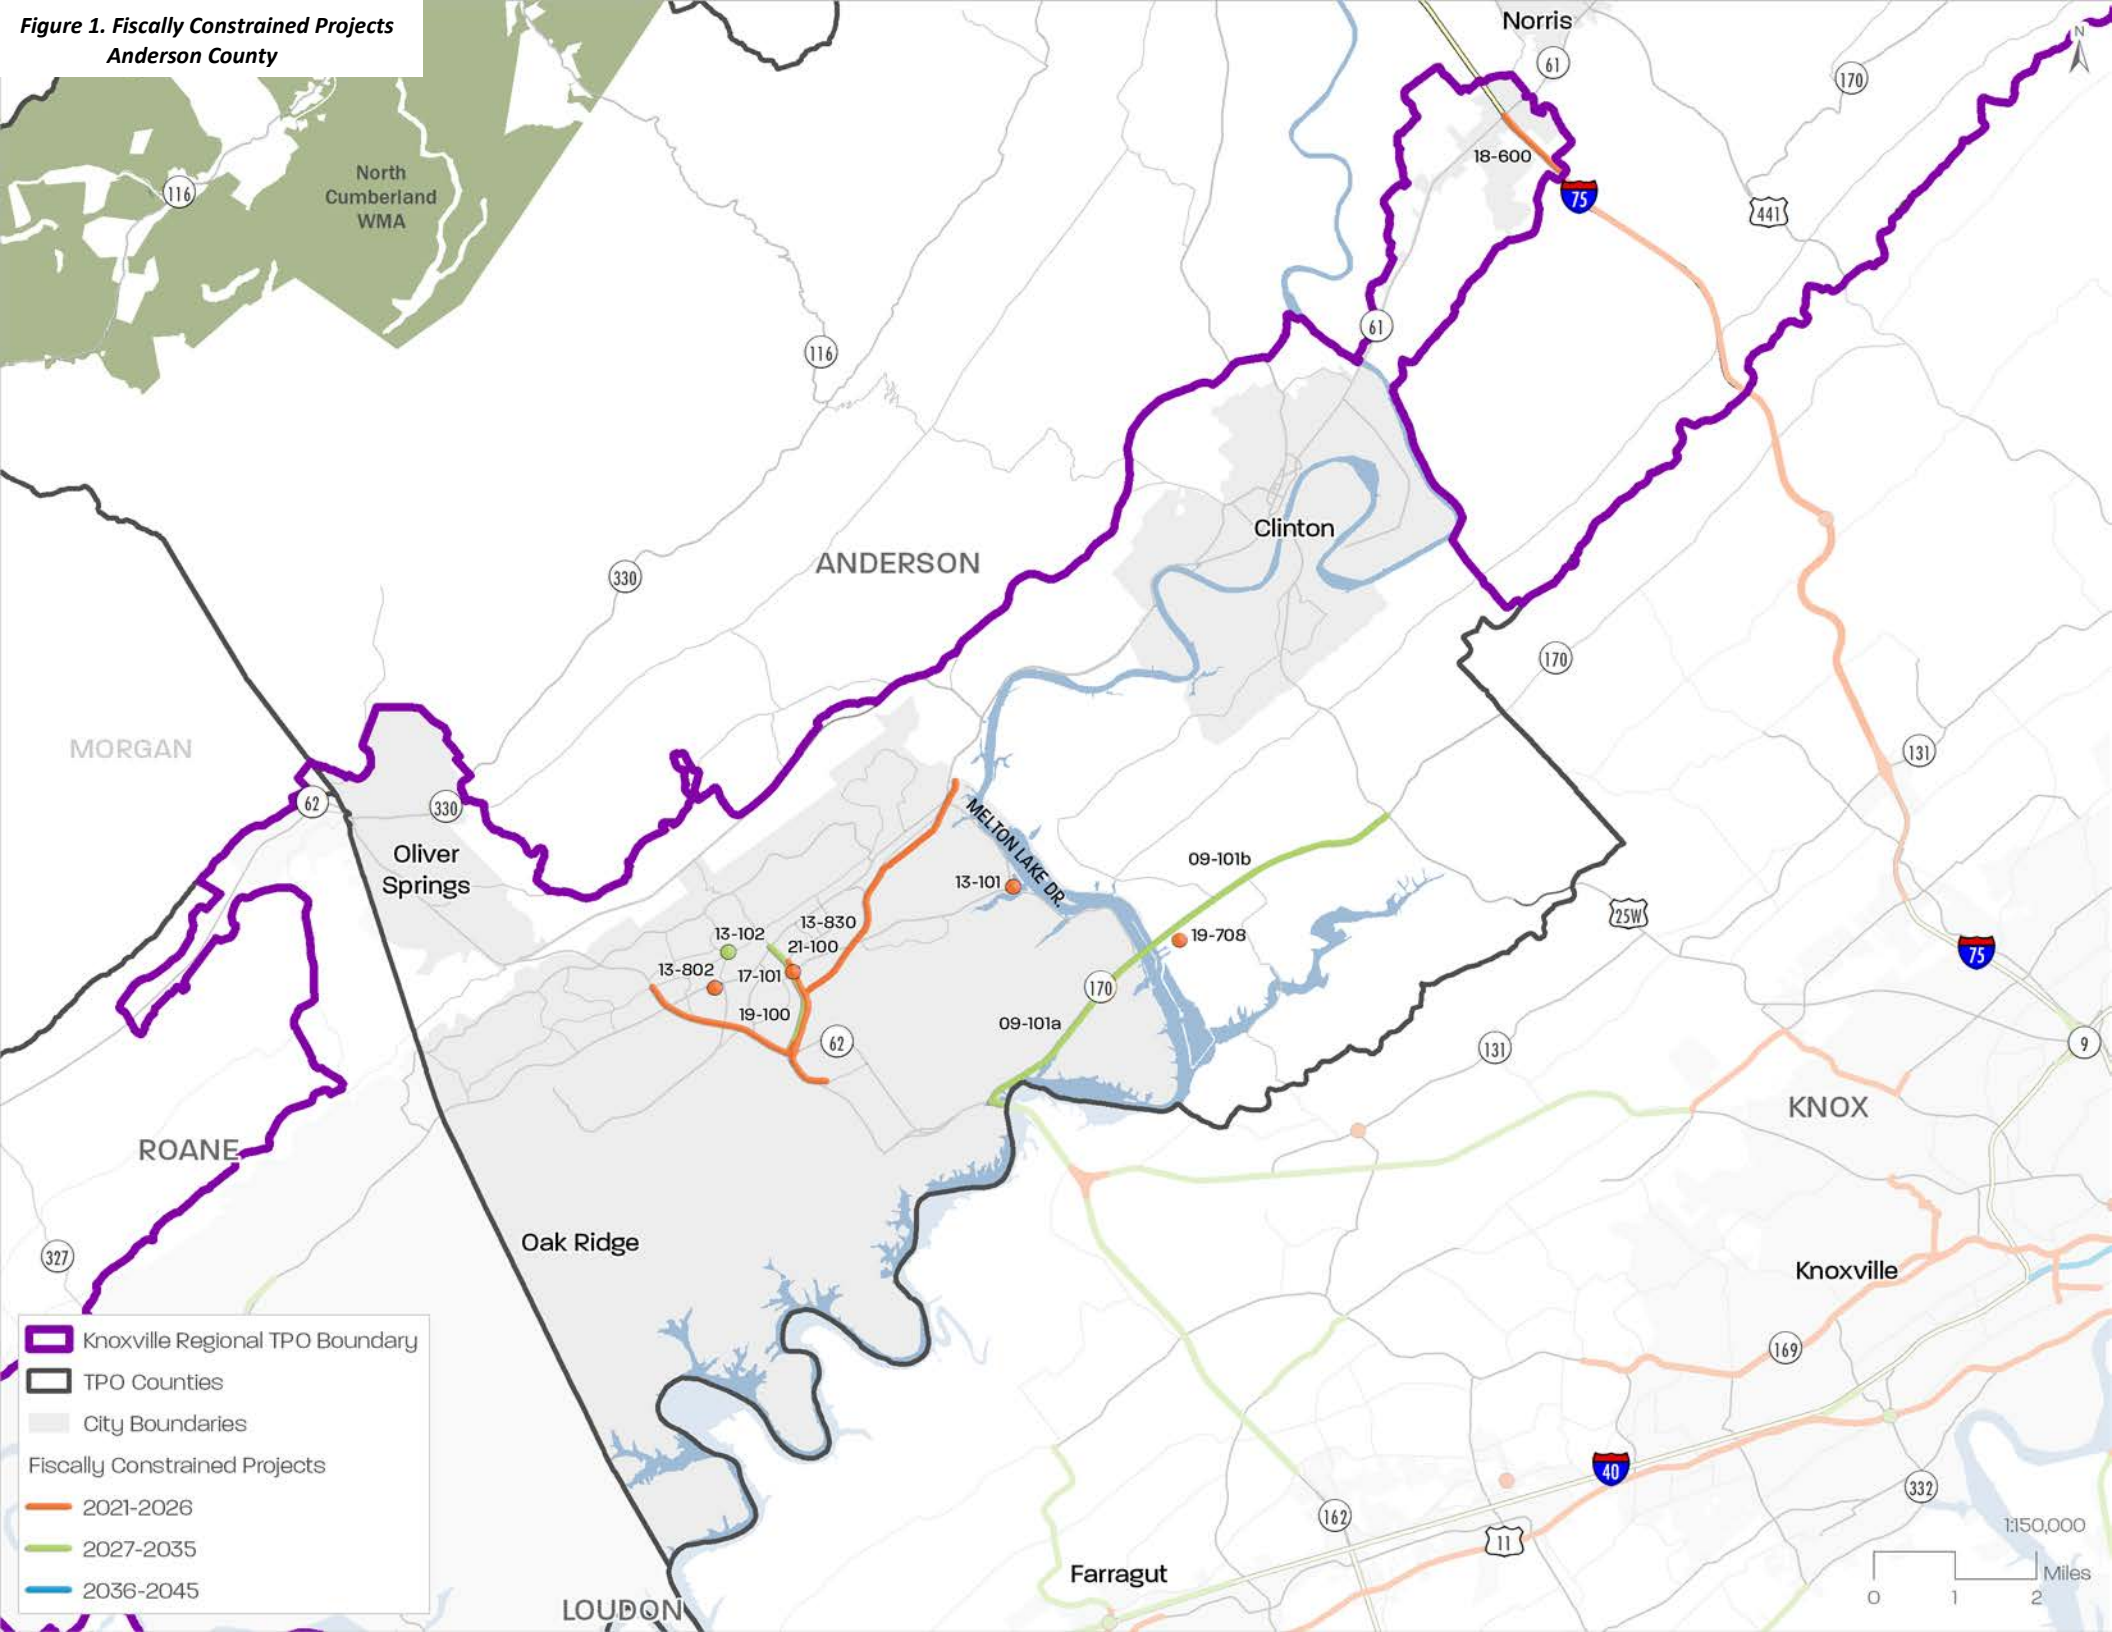 Figure 1. Fiscally Constrained Projects
Anderson County
Norris
N
61
170
18-600
North
Cumberland
WMA
116
75
441
61
116
Clinton
ANDERSON
330
170
MORGAN
131
62
330
MELTON LAKE DR.
Oliver
Springs
09-101b
13-101
25W
13-830
13-102
21-100
19-708
75
13-802
17-101
170
19-100
09-101a
62
131
9
KNOX
ROANE
Oak Ridge
327
Knoxville
Knoxville Regional TPO Boundary
169
TPO Counties
City Boundaries
Fiscally Constrained Projects
40
332
2021-2026
162
1:150,000
11
2027-2035
Farragut
Miles
2036-2045
0 1 2
LOUDON